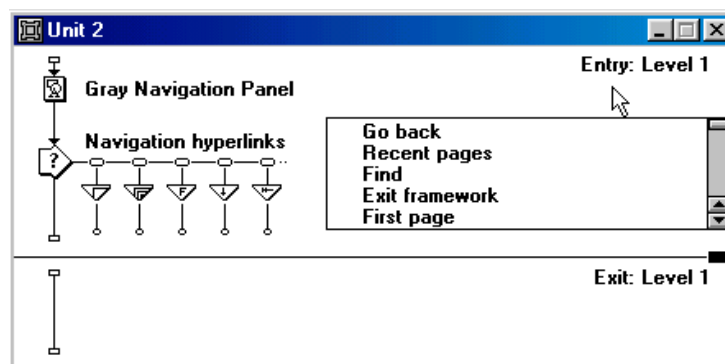 Unit 2
Entry: Level 1
Gray Navigation Panel
Navigation hyperlinks
?
F
Go back
Recent pages
Find
Exit framework
First page
Exit: Level 1